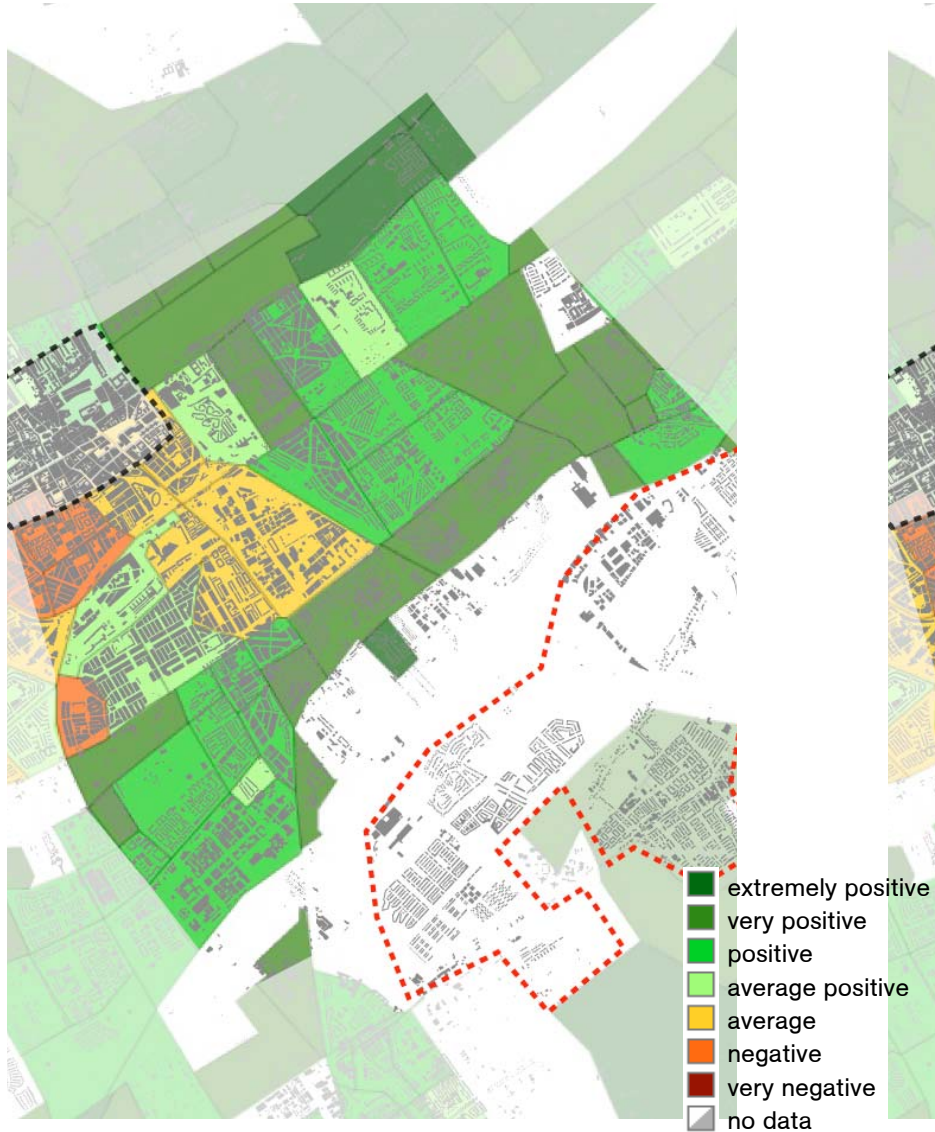 extremely positive
very positive
positive
average positive
average
negative
very negative
no data